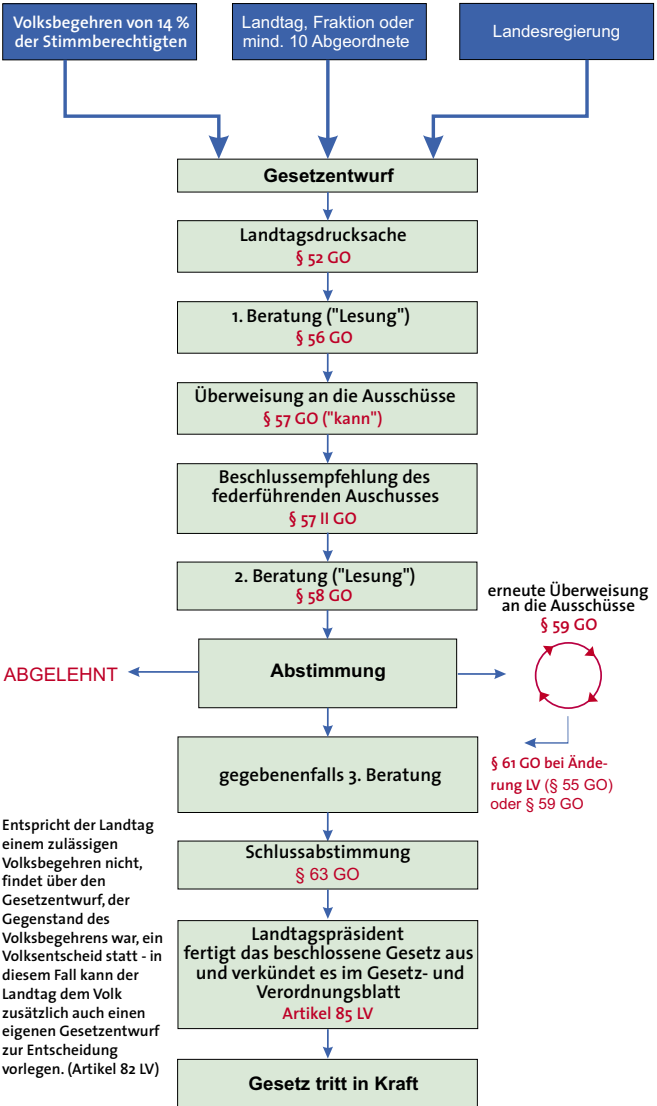 Volksbegehren von 14 %
der Stimmberechtigten
Landtag, Fraktion oder
mind. 10 Abgeordnete
Landesregierung
Gesetzentwurf
Landtagsdrucksache
§ 52 GO
1. Beratung ("Lesung")
§ 56 GO
Überweisung an die Ausschüsse
§ 57 GO ("kann")
Beschlussempfehlung des
federführenden Auschusses
§ 57 II GO
2. Beratung ("Lesung")
§ 58 GO
erneute Überweisung
an die Ausschüsse
§ 59 GO
ABGELEHNT
Abstimmung
gegebenenfalls 3. Beratung
§ 61 GO bei Ände-
rung LV (§ 55 GO)
oder § 59 GO
Entspricht der Landtag
einem zulässigen
Volksbegehren nicht,
findet über den
Gesetzentwurf, der
Gegenstand des
Volksbegehrens war, ein
Volksentscheid statt - in
diesem Fall kann der
Landtag dem Volk
zusätzlich auch einen
eigenen Gesetzentwurf
zur Entscheidung
vorlegen. (Artikel 82 LV)
Schlussabstimmung
§ 63 GO
Landtagspräsident
fertigt das beschlossene Gesetz aus
und verkündet es im Gesetz- und
Verordnungsblatt
Artikel 85 LV
Gesetz tritt in Kraft